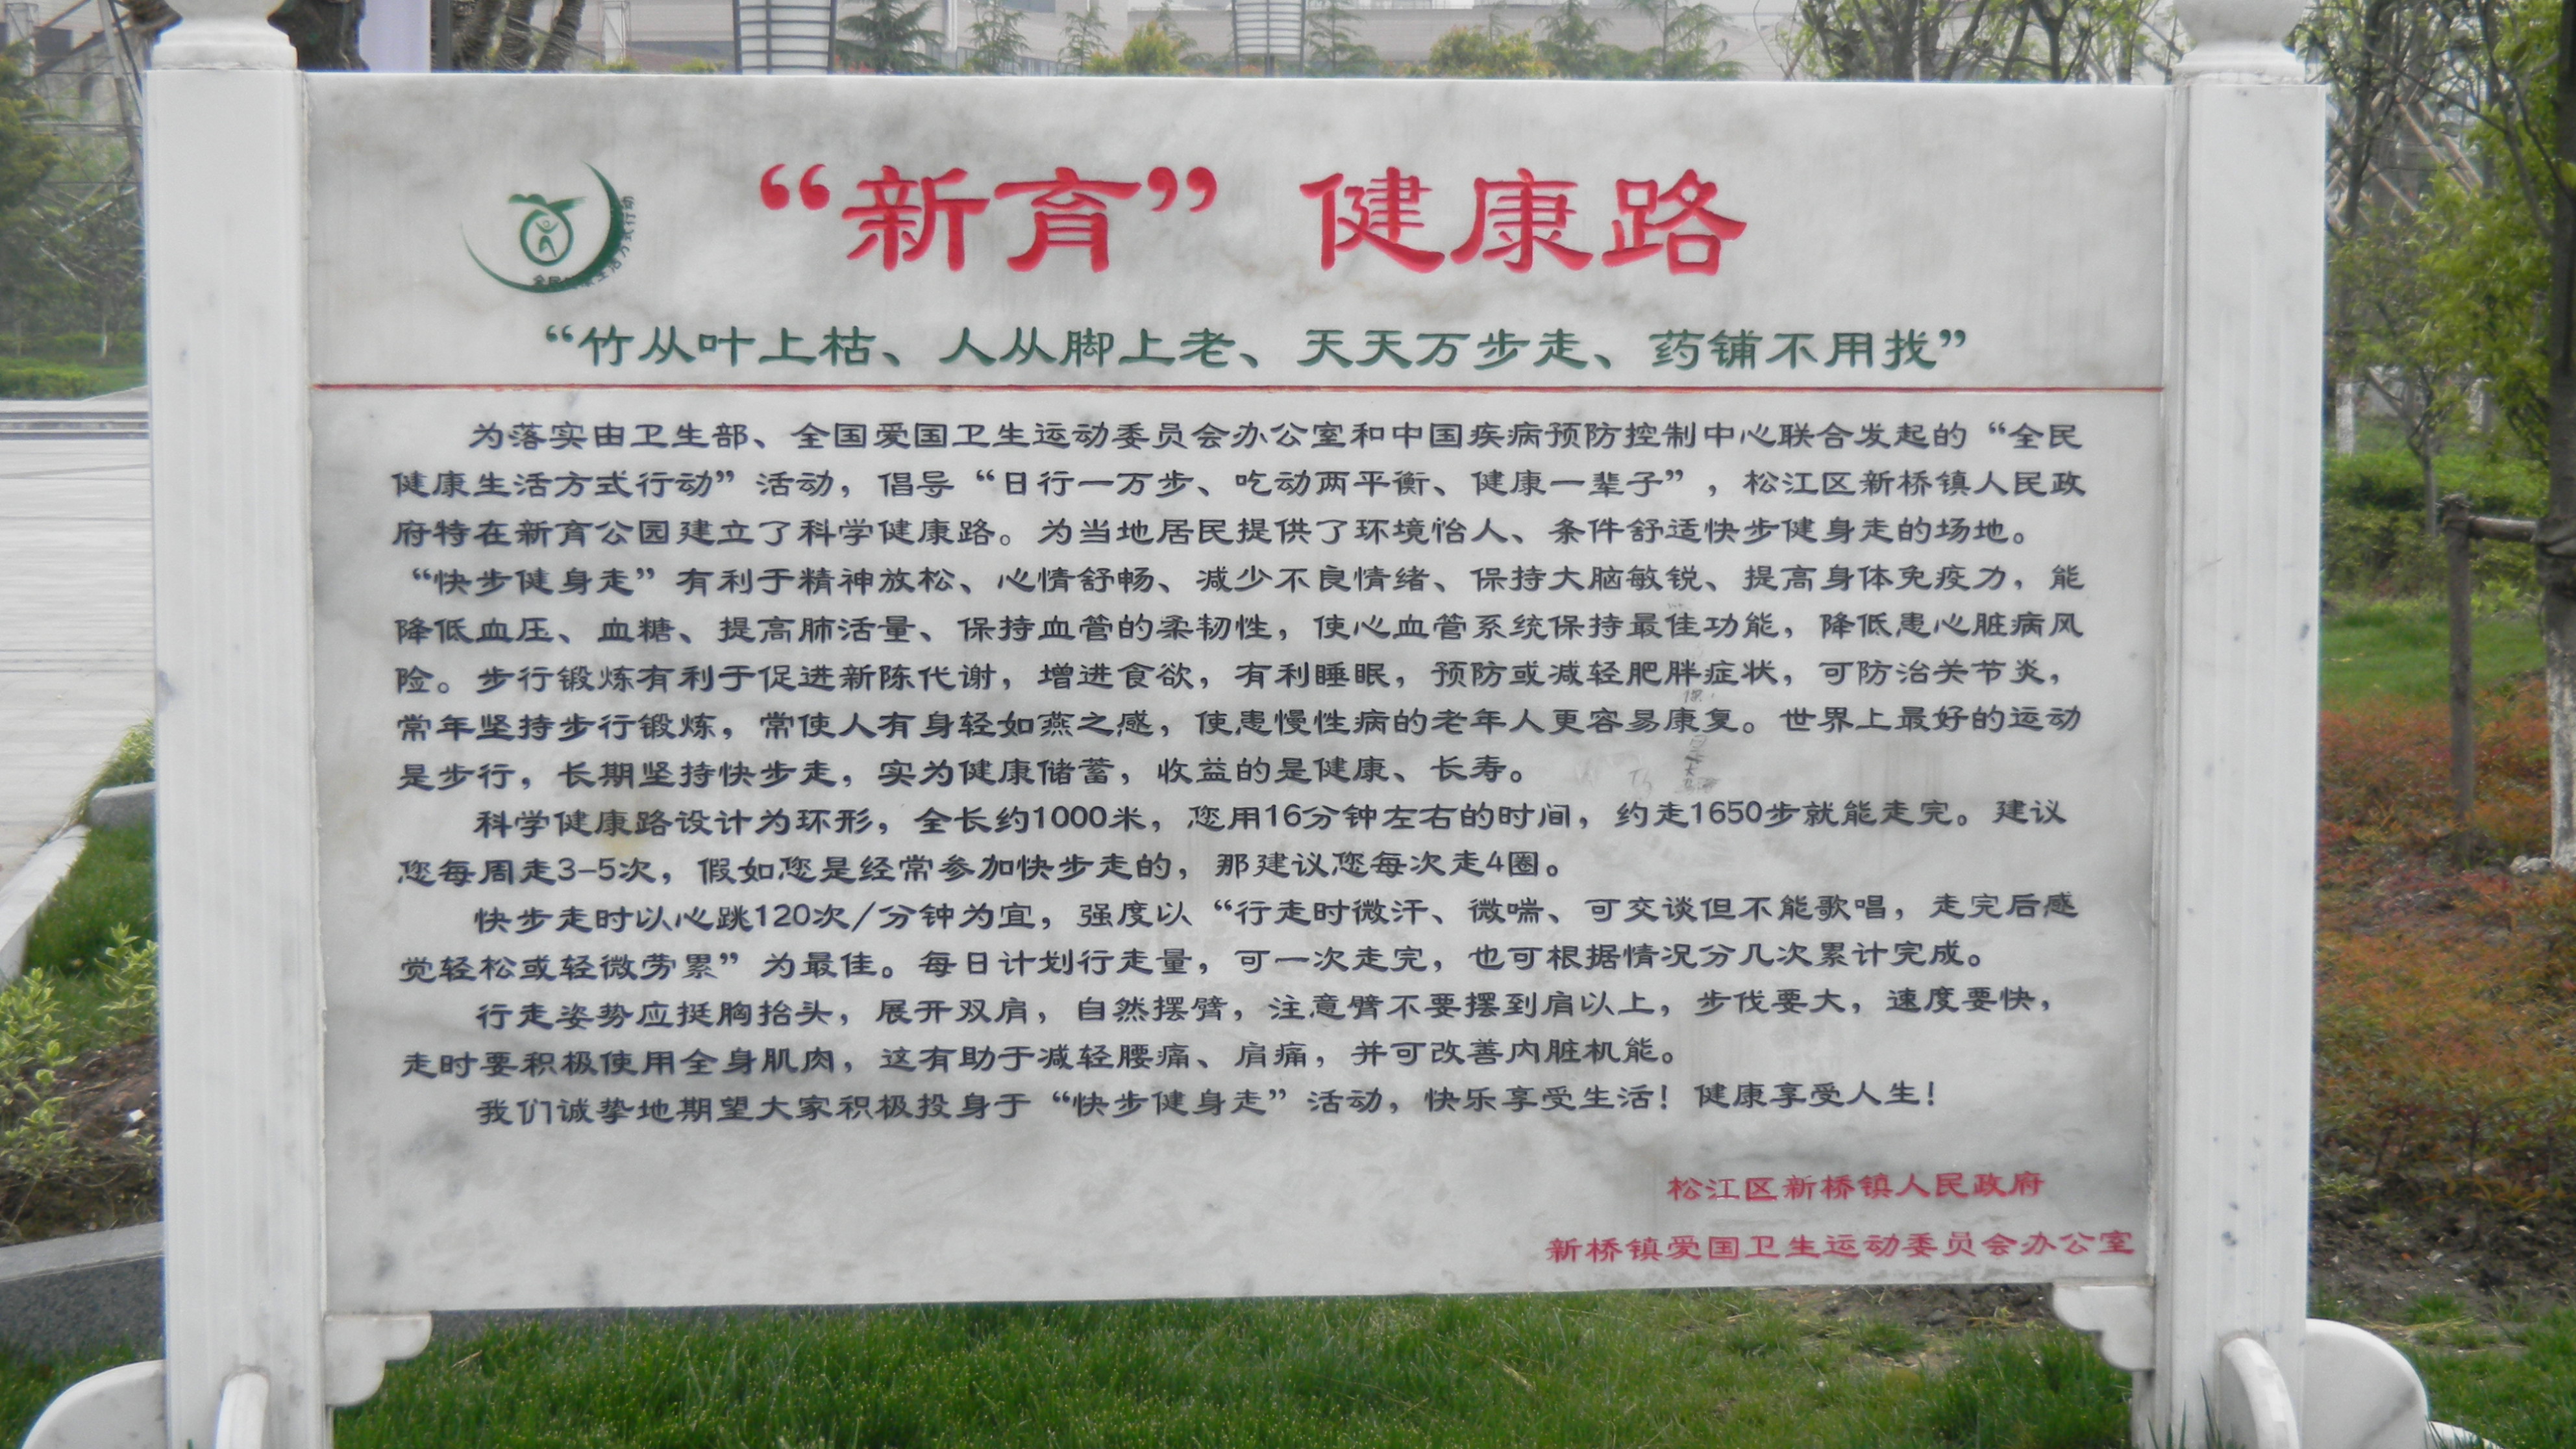 “新育”健康路
全民健康生活方式行动
“竹从叶上枯、人从脚上老、天天万步走、药铺不用找”
为落实由卫生部、全国爱国卫生运动委员会办公室和中国疾病预防控制中心联合发起的“全民
健康生活方式行动”活动，倡导“日行一万步、吃动两平衡、健康一辈子”，松江区新桥镇人民政
府特在新育公园建立了科学健康路。为当地居民提供了环境怡人、条件舒适快步健身走的场地。
“快步健身走”有利于精神放松、心情舒畅、减少不良情绪、保持大脑敏锐、提高身体免疫力，能
降低血压、血糖、提高肺活量、保持血管的柔韧性，使心血管系统保持最佳功能，降低患心脏病风
险。步行锻炼有利于促进新陈代谢，增进食欲，有利睡眠，预防或减轻肥胖症状，可防治关节炎，
常年坚持步行锻炼，常使人有身轻如燕之感，使患慢性病的老年人更容易康复。世界上最好的运动
是步行，长期坚持快步走，实为健康储蓄，收益的是健康、长寿。
科学健康路设计为环形，全长约1000米，您用16分钟左右的时间，约走1650步就能走完。建议
您每周走3-5次，假如您是经常参加快步走的，那建议您每次走4圈。
快步走时以心跳120次/分钟为宜，强度以“行走时微汗、微喘、可交谈但不能歌唱，走完后感
觉轻松或轻微劳累”为最佳。每日计划行走量，可一次走完，也可根据情况分几次累计完成。
行走姿势应挺胸抬头，展开双肩，自然摆臂，注意臂不要摆到肩以上，步伐要大，速度要快，
走时要积极使用全身肌肉，这有助于减轻腰痛、肩痛，并可改善内脏机能。
我们诚挚地期望大家积极投身于“快步健身走”活动，快乐享受生活！健康享受人生！
松江区新桥镇人民政府
新桥镇爱国卫生运动委员会办公室